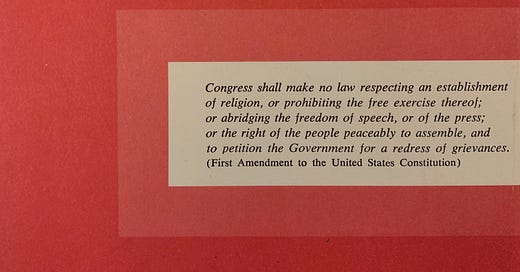 Congress shall make no law respecting an establishment
of religion, or prohibiting the free exercise thereof;
or abridging the freedom of speech, or of the press;
or the right of the people peaceably to assemble, and
to petition the Government for a redress of grievances.
(First Amendment to the United States Constitution)